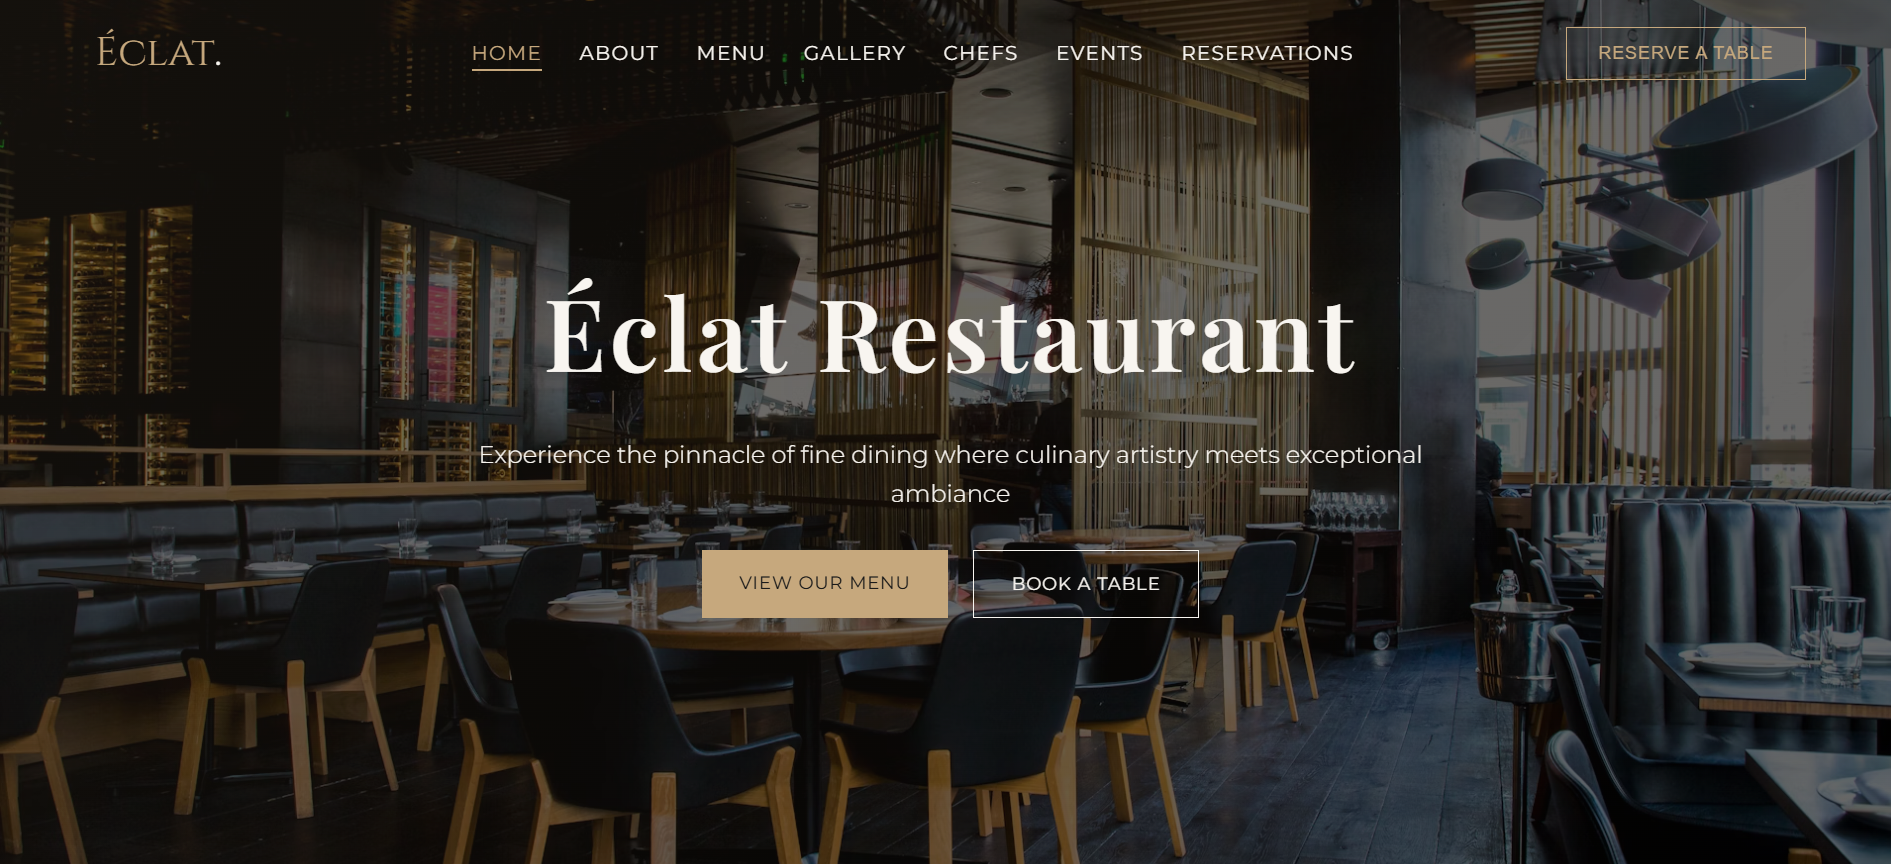 ÉCLAT.
HOME ABOUT MENU GALLERY CHEFS EVENTS RESERVATIONS
RESERVE A TABLE
Éclat Restaurant
Experience the pinnacle of fine dining where culinary artistry meets exceptional
ambiance
VIEW OUR MENU
BOOK A TABLE